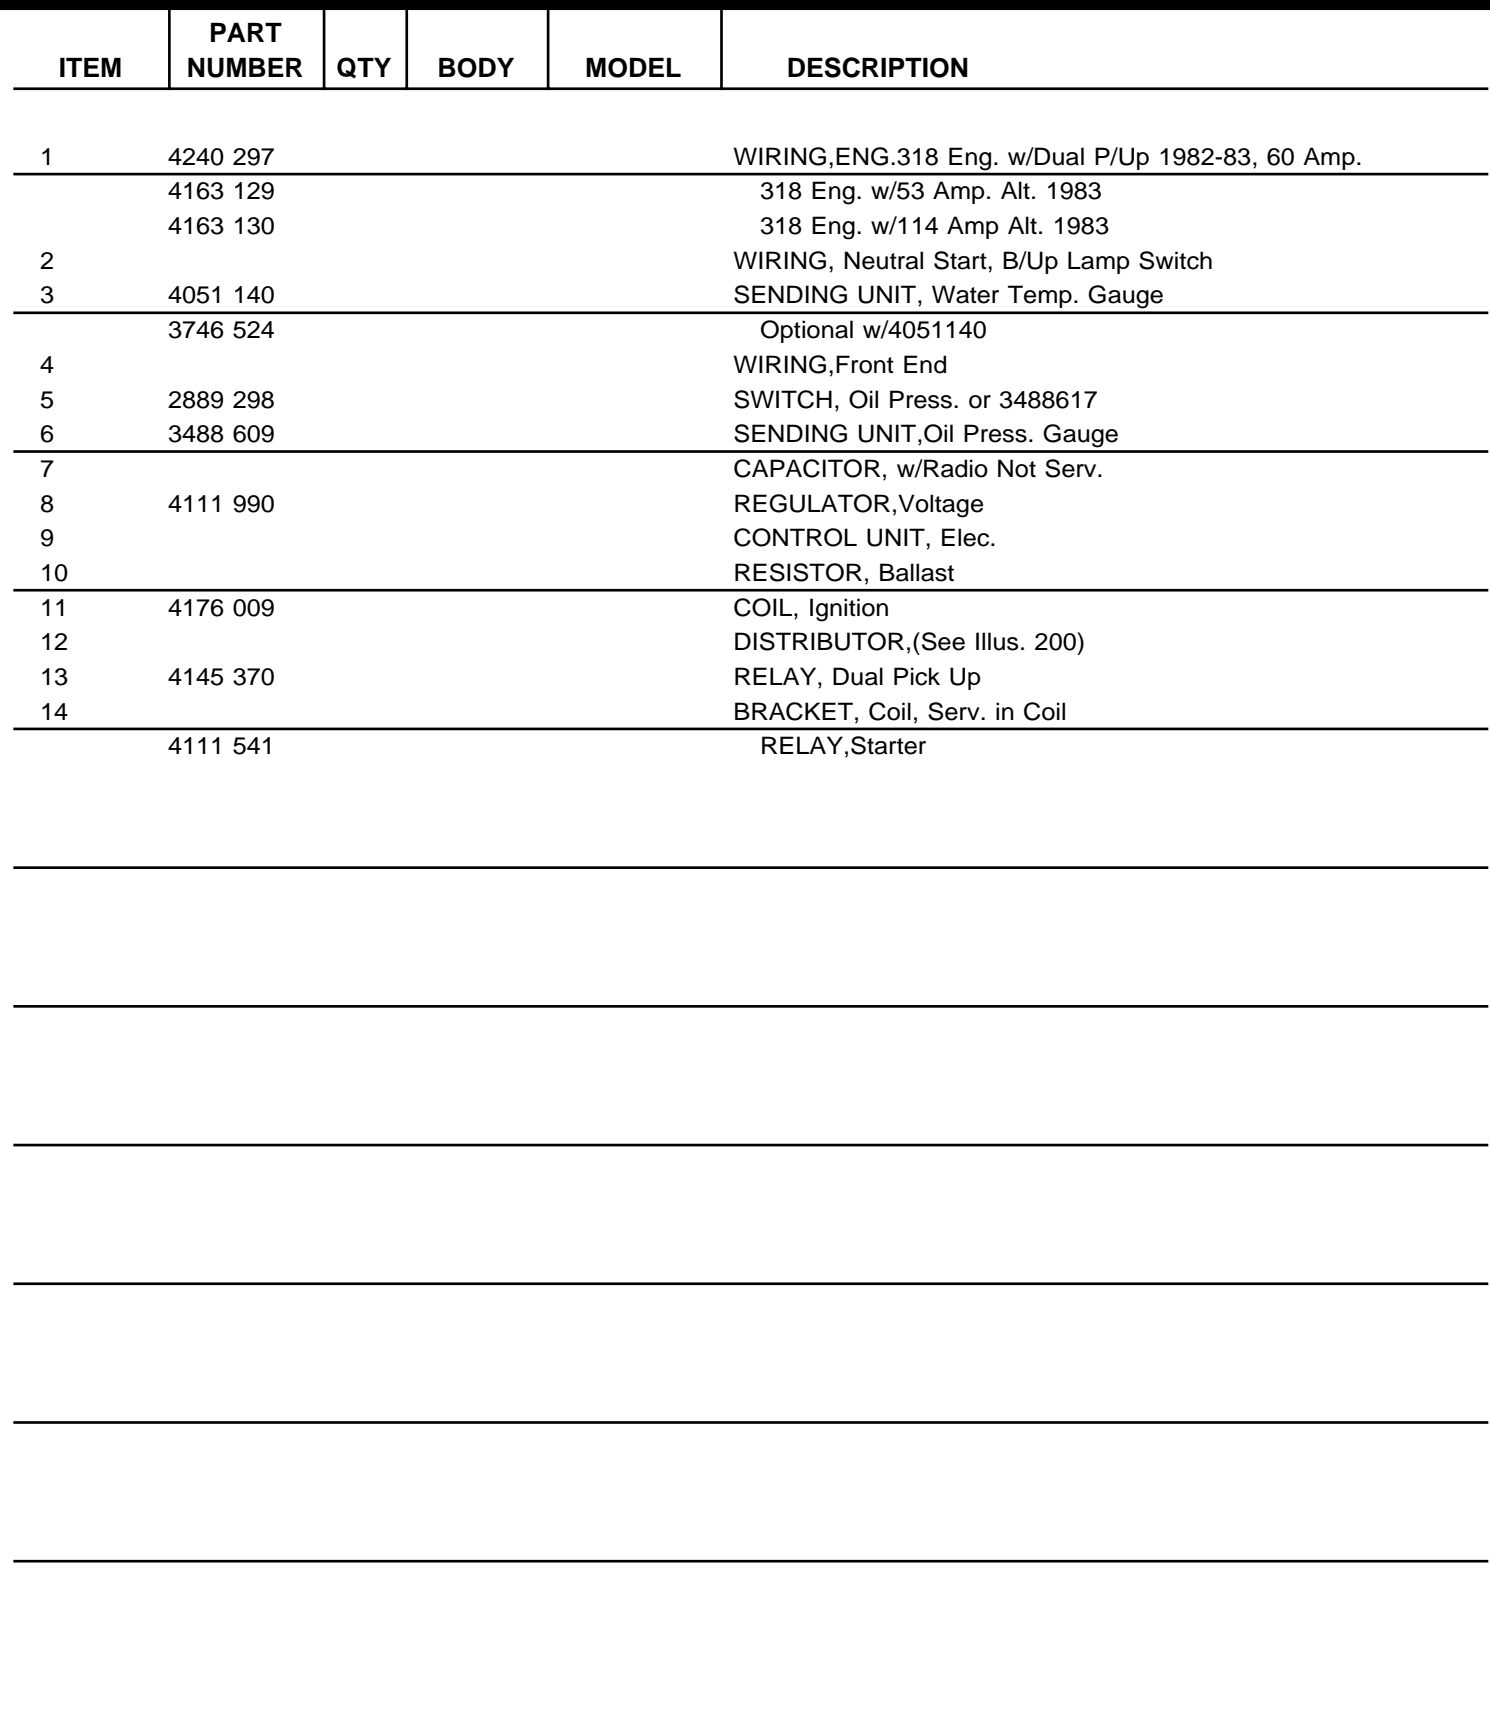 PART
ITEM NUMBER QTY BODY MODEL DESCRIPTION
1 4240 297 WIRING,ENG.318 Eng. w/Dual P/Up 1982-83, 60 Amp.
4163 129 318 Eng. w/53 Amp. Alt. 1983
4163 130 318 Eng. w/114 Amp Alt. 1983
2 WIRING, Neutral Start, B/Up Lamp Switch
3 4051 140 SENDING UNIT, Water Temp. Gauge
3746 524 Optional w/4051140
4 WIRING,Front End
5 2889 298 SWITCH, Oil Press. or 3488617
6 3488 609 SENDING UNIT,Oil Press. Gauge
7 CAPACITOR, w/Radio Not Serv.
8 4111 990 REGULATOR,Voltage
9 CONTROL UNIT, Elec.
10 RESISTOR, Ballast
11 4176 009 COIL, Ignition
12 DISTRIBUTOR,(See Illus. 200)
13 4145 370 RELAY, Dual Pick Up
14 BRACKET, Coil, Serv. in Coil
4111 541 RELAY,Starter